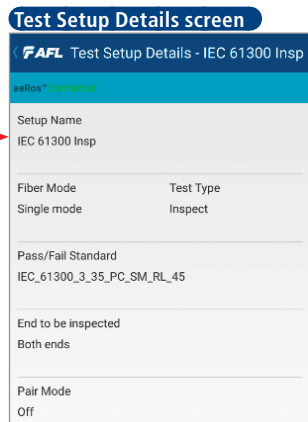 Test Setup Details screen
AFL Test Setup Details - IEC 61300 Insp
aeRos™ Connected
Setup Name
IEC 61300 Insp
Fiber Mode Test Type
Single mode Inspect
Pass/Fail Standard
IEC_61300_3_35_PC_SM_RL_45
End to be inspected
Both ends
Pair Mode
Off